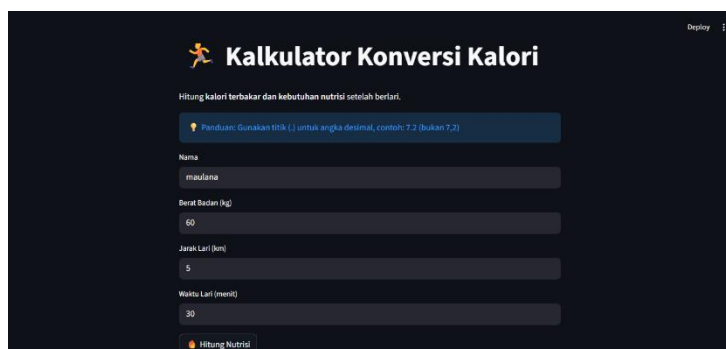 Deploy
Kalkulator Konversi Kalori
Hitung kalori terbakar dan kebutuhan nutrisi setelah berlari.
Panduan: Gunakan titik (.) untuk angka desimal, contoh: 7.2 (bukan 7,2)
Nama
maulana
Berat Badan (kg)
60
Jarak Lari (km)
5
Waktu Lari (menit)
30
Hitung Nutrisi